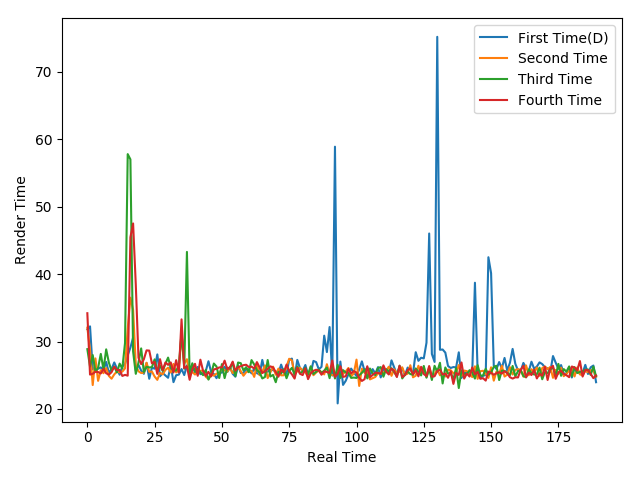 First Time(D)
Second Time
Third Time
Fourth Time
70
60
50
40
30
20
Render Time
0 25 50 75 100 125 150 175
Real Time